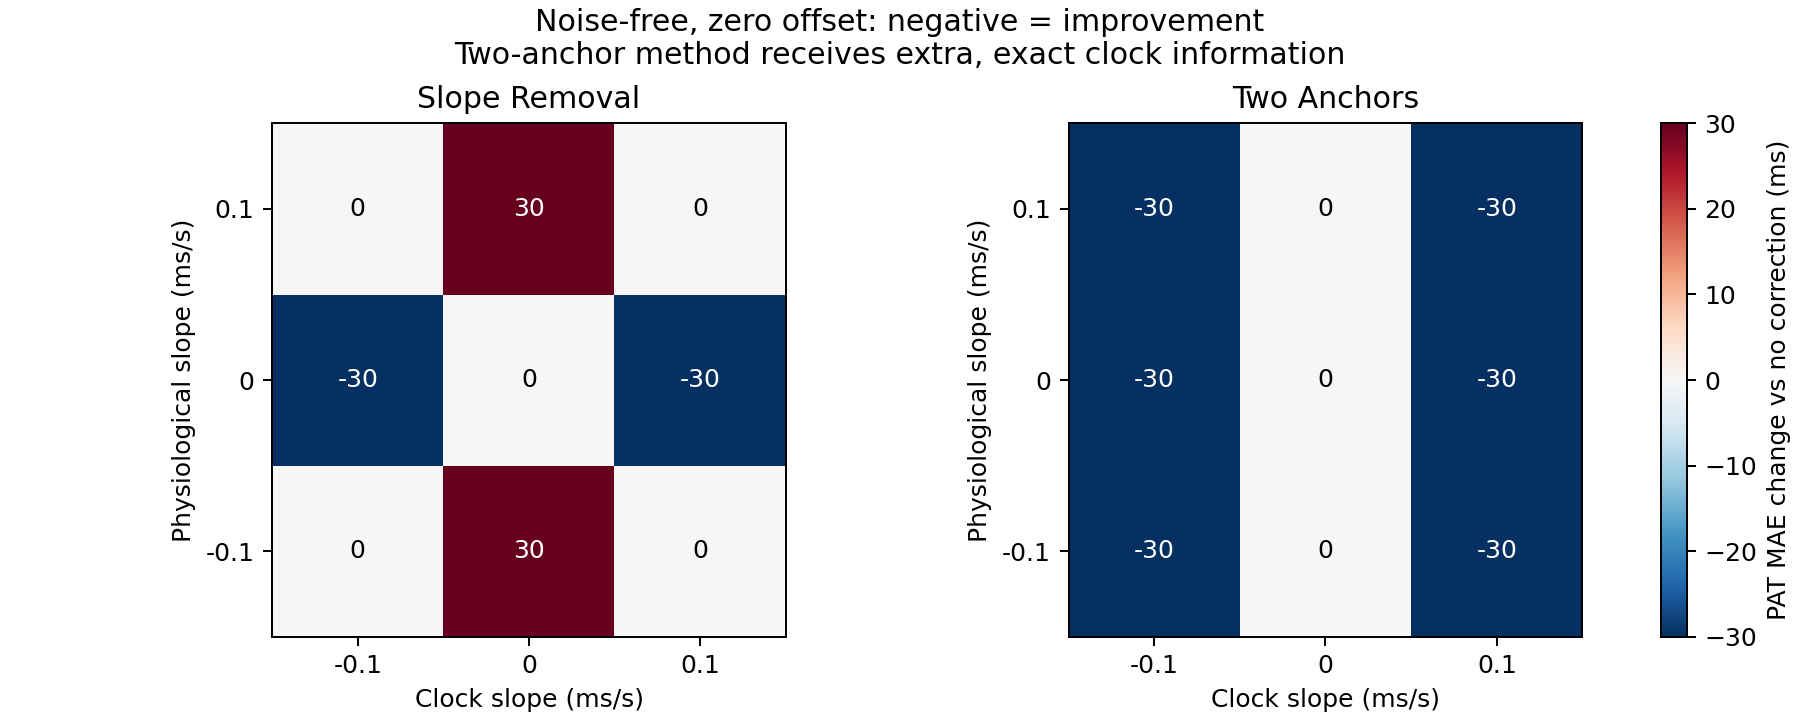 Noise-free, zero offset: negative = improvement
Two-anchor method receives extra, exact clock information
Slope Removal
Physiological slope (ms/s)
0.1
0
-0.1
0 30 0
-30 0 -30
0 30 0
-0.1 0 0.1
Clock slope (ms/s)
Two Anchors
Physiological slope (ms/s)
0.1
0
-0.1
-30 0 -30
-30 0 -30
-30 0 -30
-0.1 0 0.1
Clock slope (ms/s)
30
20
10
0
−10
−20
−30
PAT MAE change vs no correction (ms)